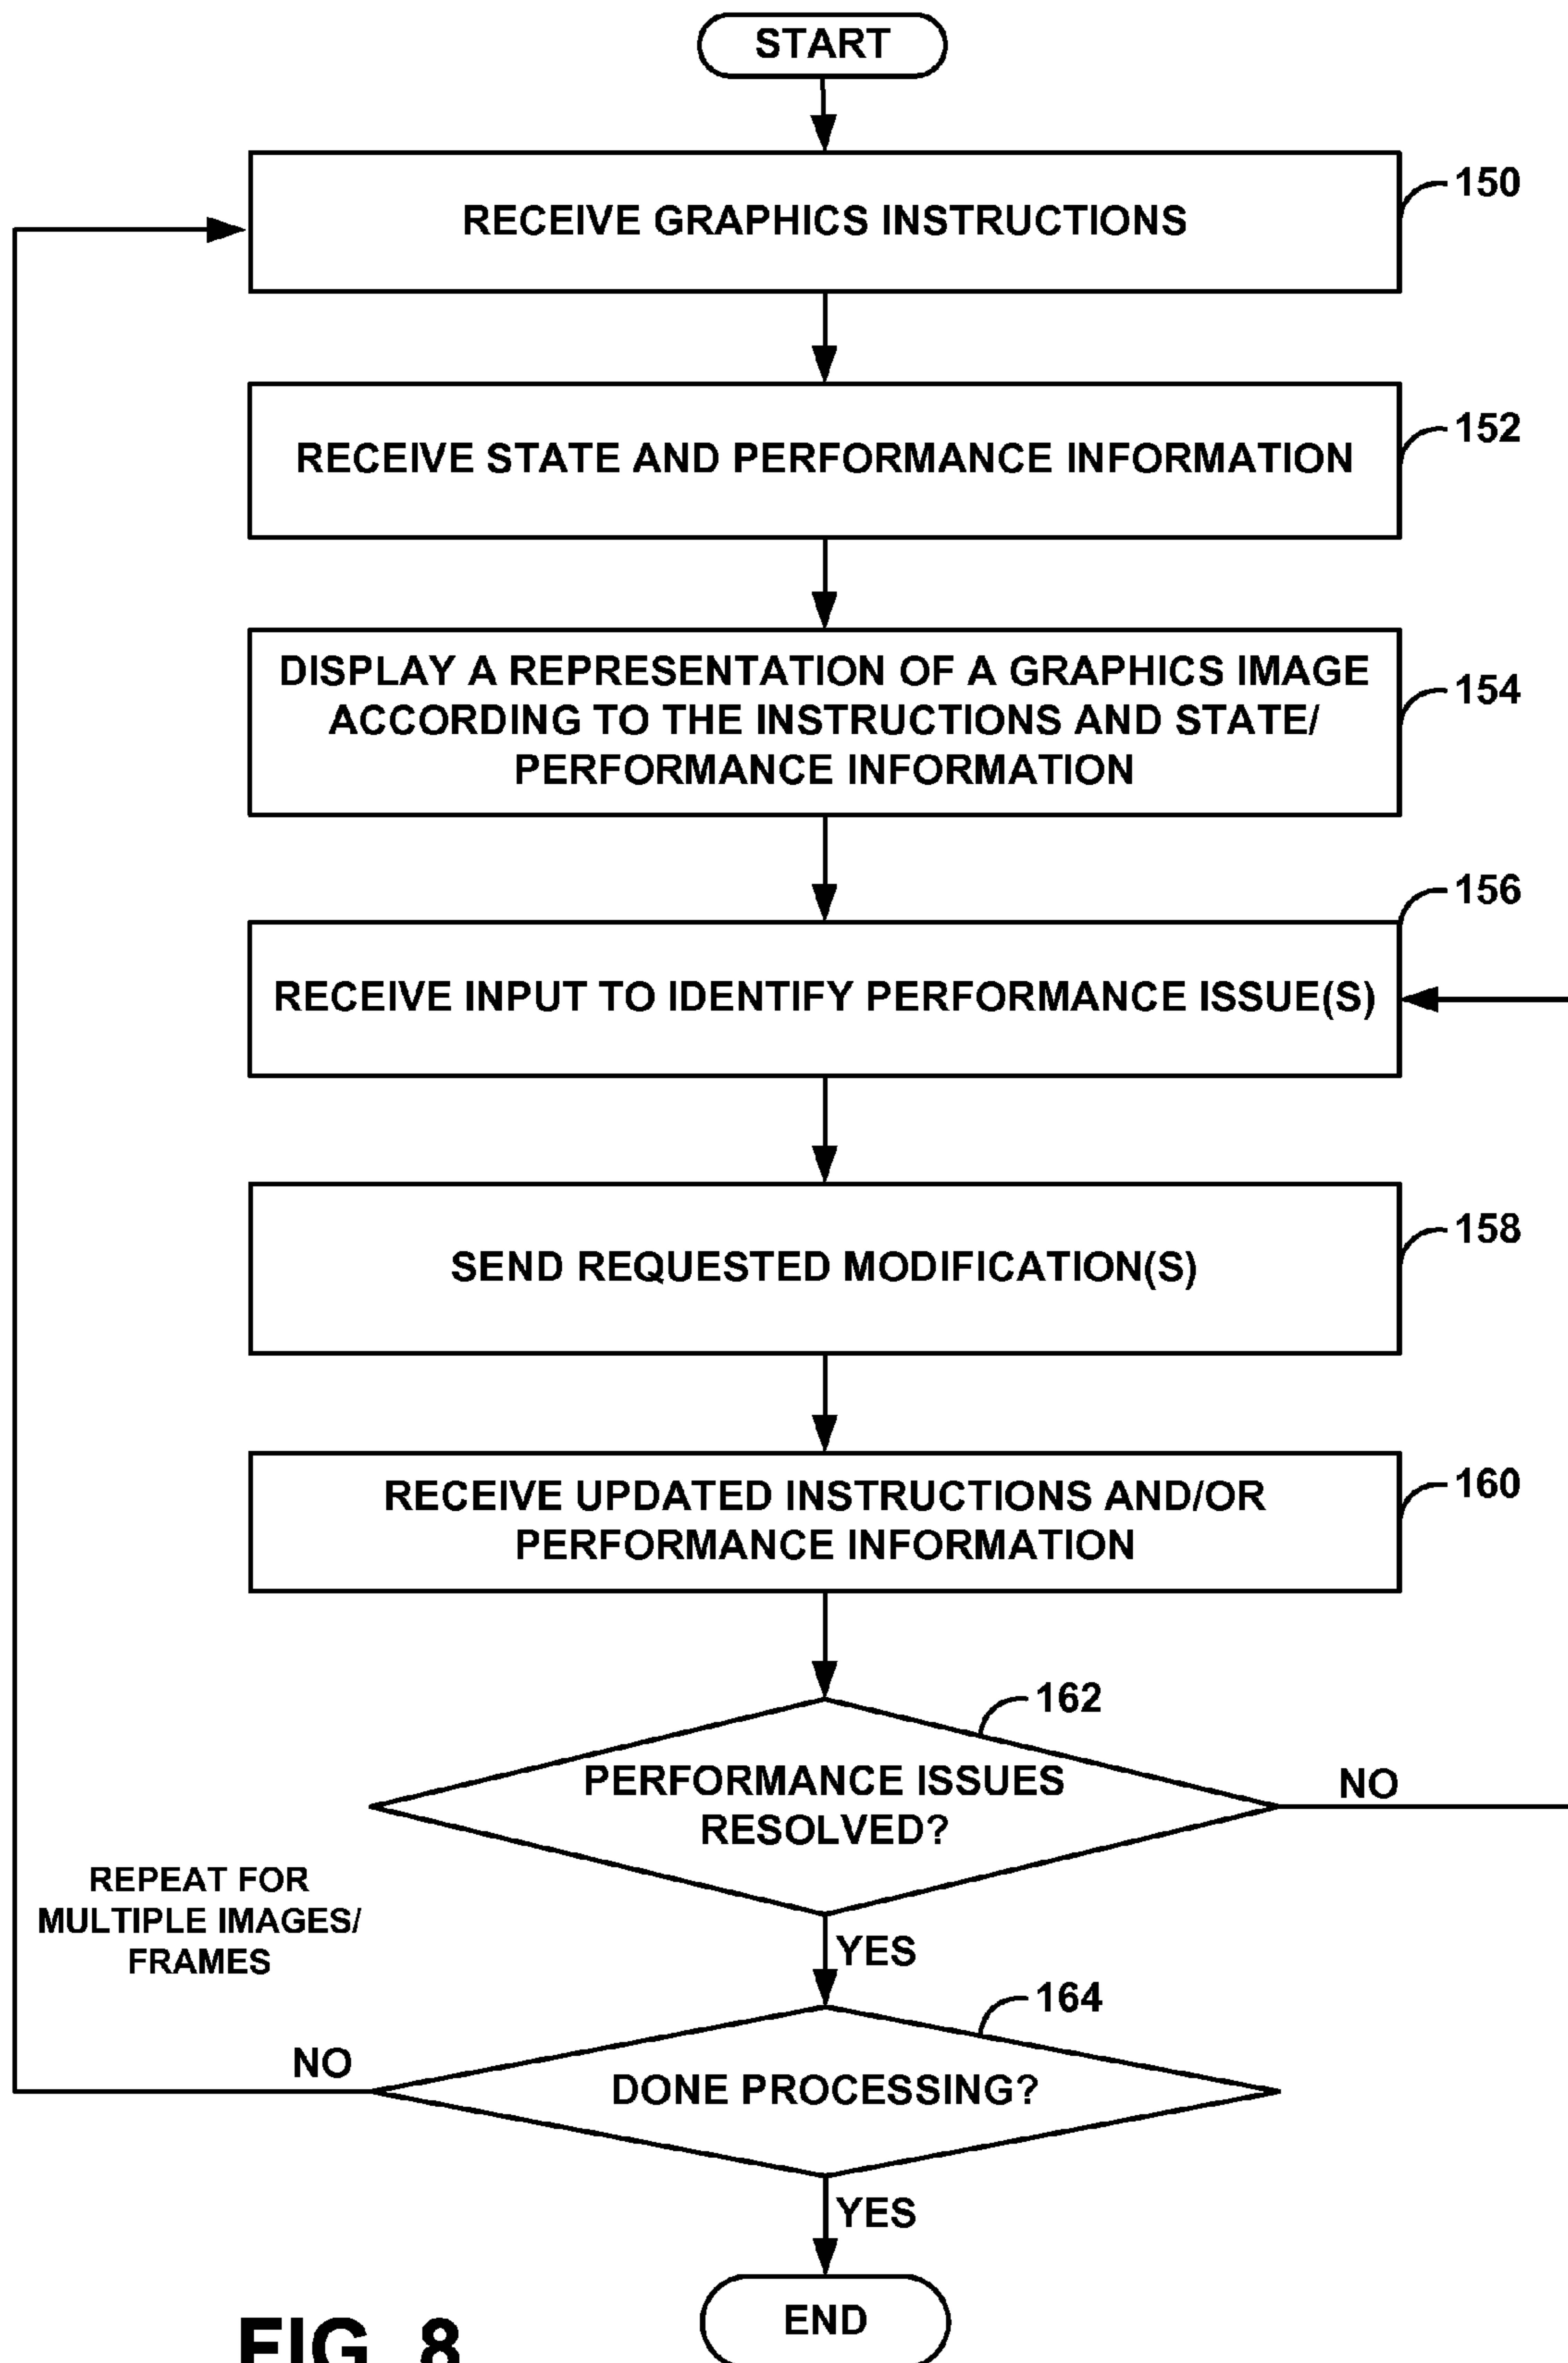 START
RECEIVE GRAPHICS INSTRUCTIONS
150
RECEIVE STATE AND PERFORMANCE INFORMATION
152
DISPLAY A REPRESENTATION OF A GRAPHICS IMAGE
ACCORDING TO THE INSTRUCTIONS AND STATE/
PERFORMANCE INFORMATION
154
156
RECEIVE INPUT TO IDENTIFY PERFORMANCE ISSUE(S)
SEND REQUESTED MODIFICATION(S)
158
RECEIVE UPDATED INSTRUCTIONS AND/OR
PERFORMANCE INFORMATION
160
162
PERFORMANCE ISSUES
RESOLVED?
NO
REPEAT FOR
MULTIPLE IMAGES/
FRAMES
YES
164
NO
DONE PROCESSING?
YES
END
FIG. 8